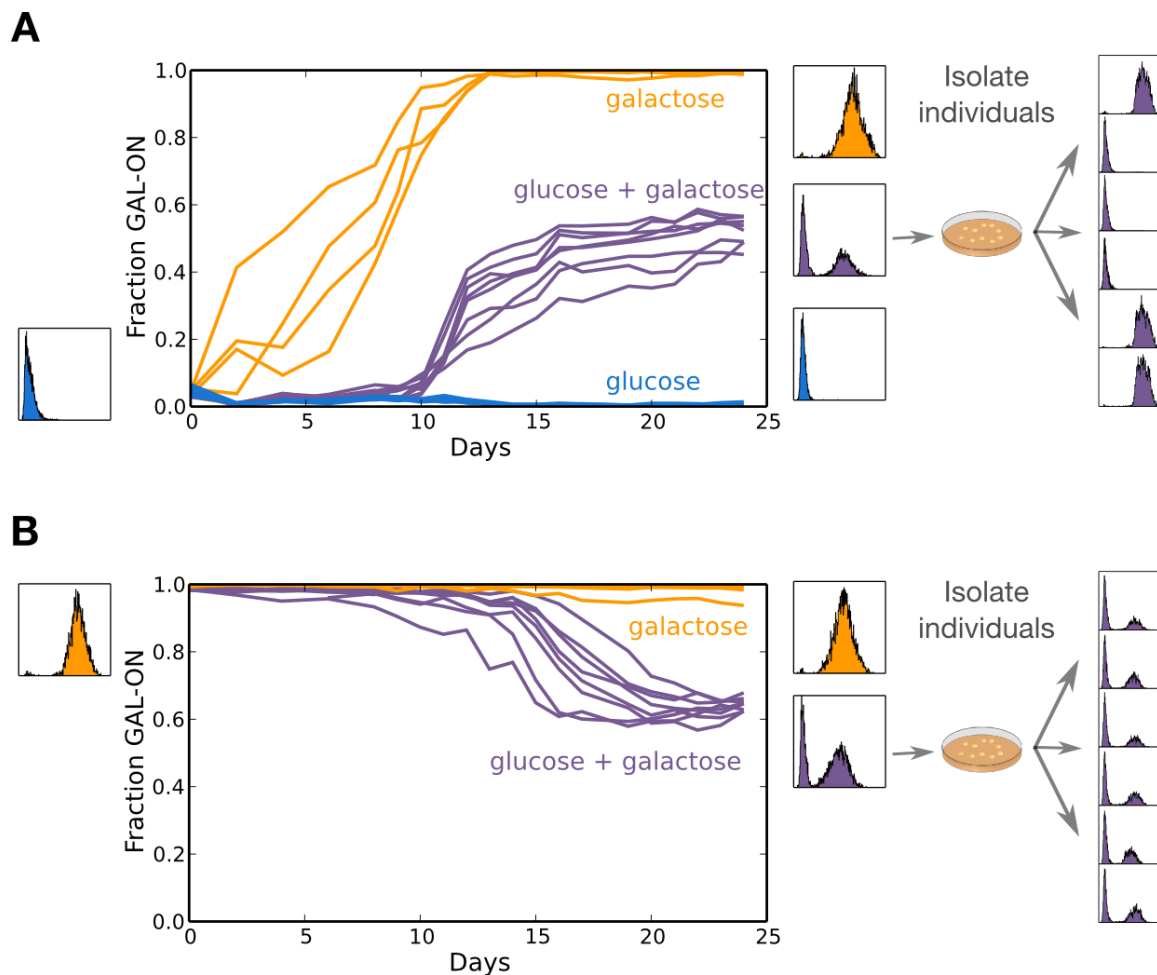 A
Fraction GAL-ON
1.0
0.8
0.6
0.4
0.2
0.0
galactose
glucose + galactose
glucose
0 5 10 15 20 25
Days
Isolate
individuals
B
Fraction GAL-ON
1.0
0.8
0.6
0.4
0.2
0.0
galactose
glucose + galactose
0 5 10 15 20 25
Days
Isolate
individuals